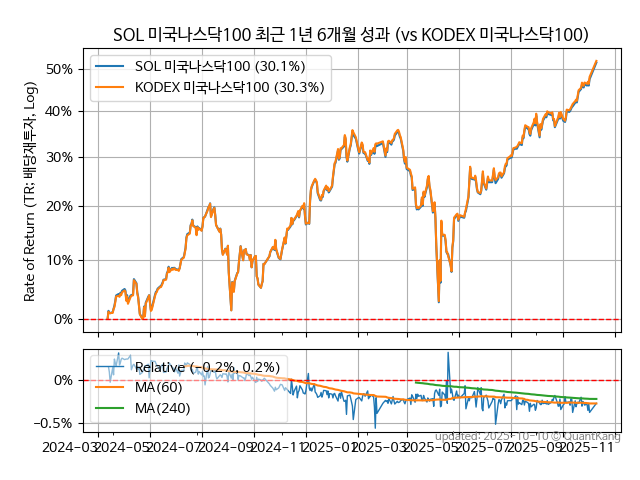 SOL 미국나스닥100 최근 1년 6개월 성과 (vs KODEX 미국나스닥100)
SOL 미국나스닥100 (30.1%)
KODEX 미국나스닥100 (30.3%)
50%
40%
30%
20%
10%
0%
Rate of Return (TR; 배당재투자, Log)
Relative (−0.2%, 0.2%)
MA(60)
MA(240)
0%
−0.5%
updated: 2025-10-10 © QuantKang
2024-03 2024-05 2024-07 2024-09 2024-11 2025-01 2025-03 2025-05 2025-07 2025-09 2025-11